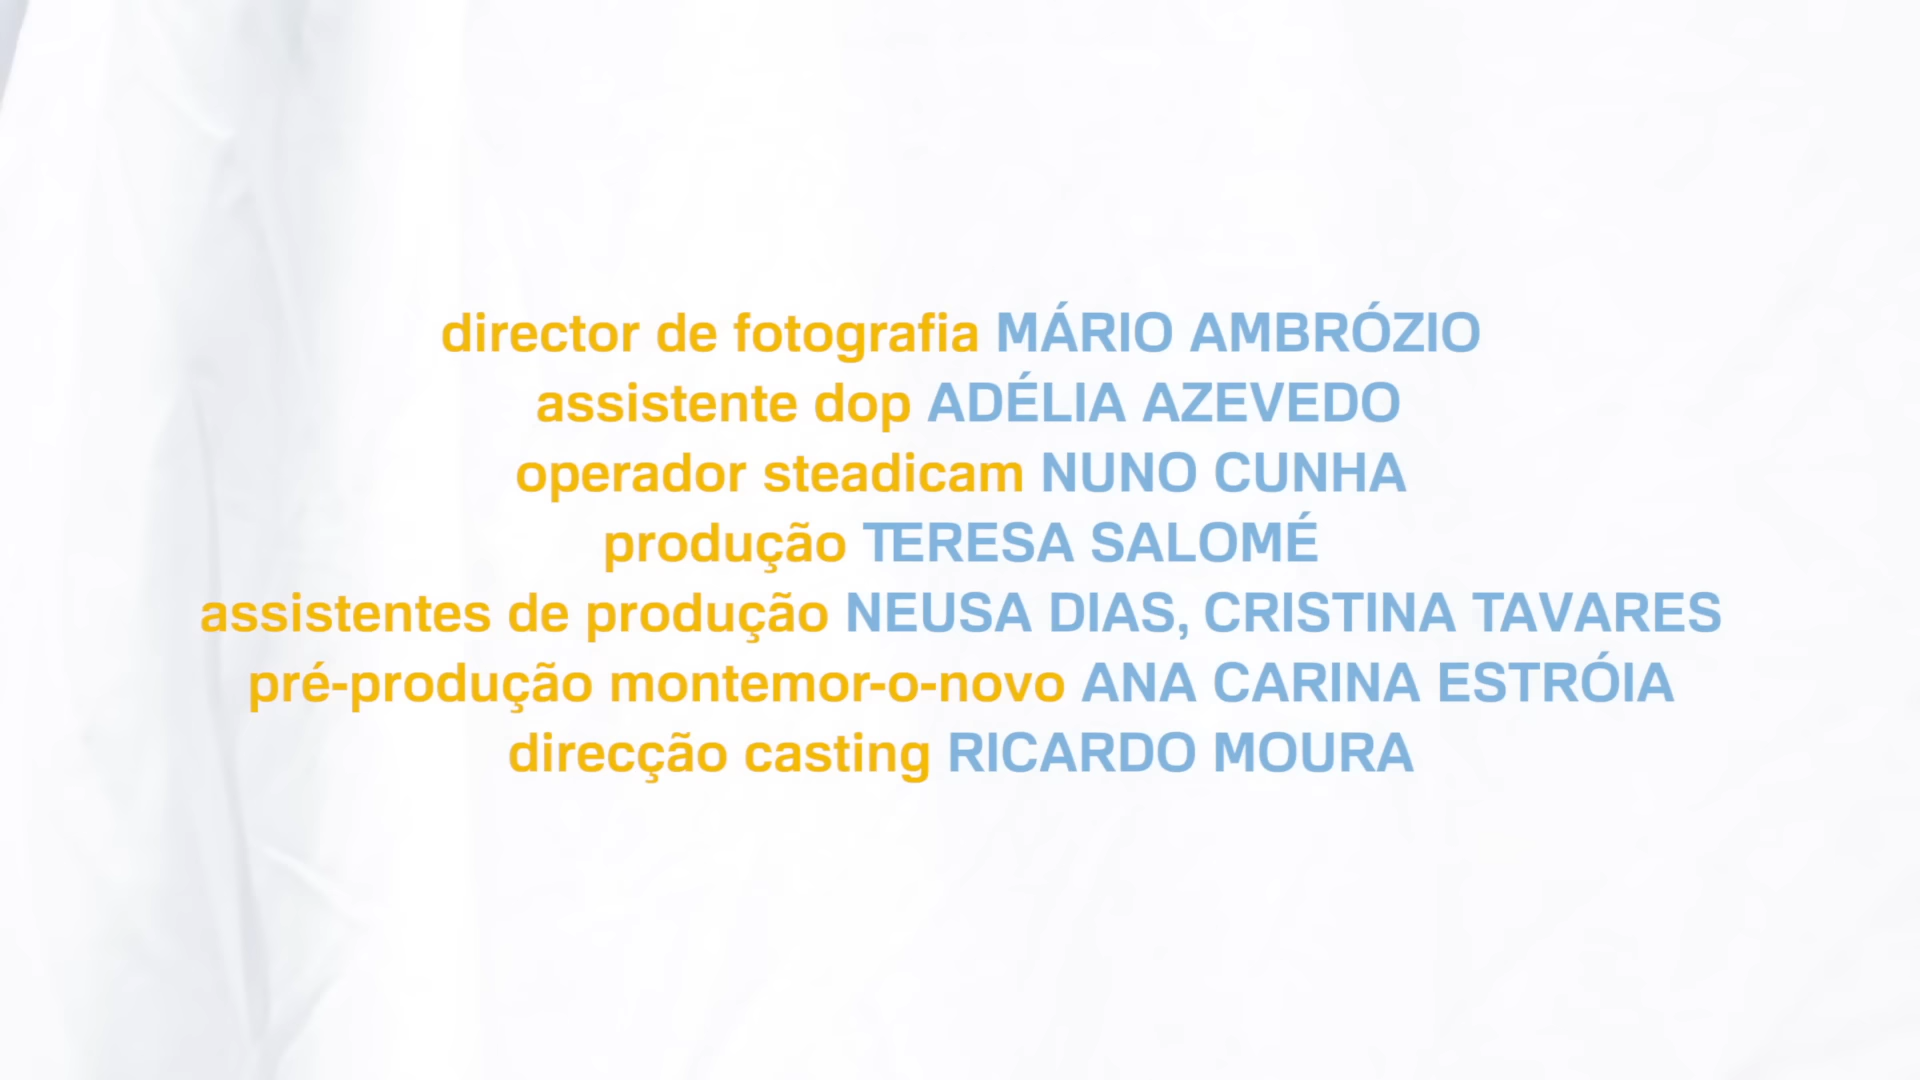 director de fotografia MÁRIO AMBRÓZIO
assistente dop ADÉLIA AZEVEDO
operador steadicam NUNO CUNHA
produção TERESA SALOMÉ
assistentes de produção NEUSA DIAS, CRISTINA TAVARES
pré-produção montemor-o-novo ANA CARINA ESTRÓIA
direcção casting RICARDO MOURA